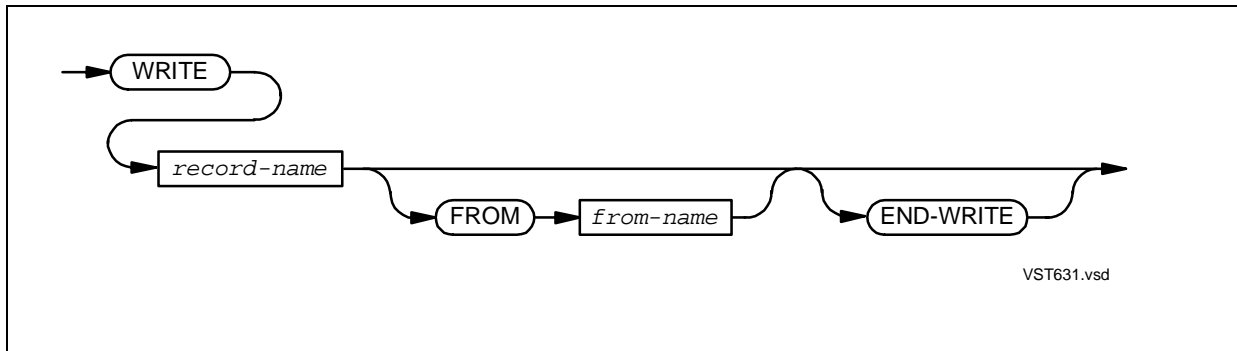 WRITE
record-name
FROM from-name END-WRITE
VST631.vsd